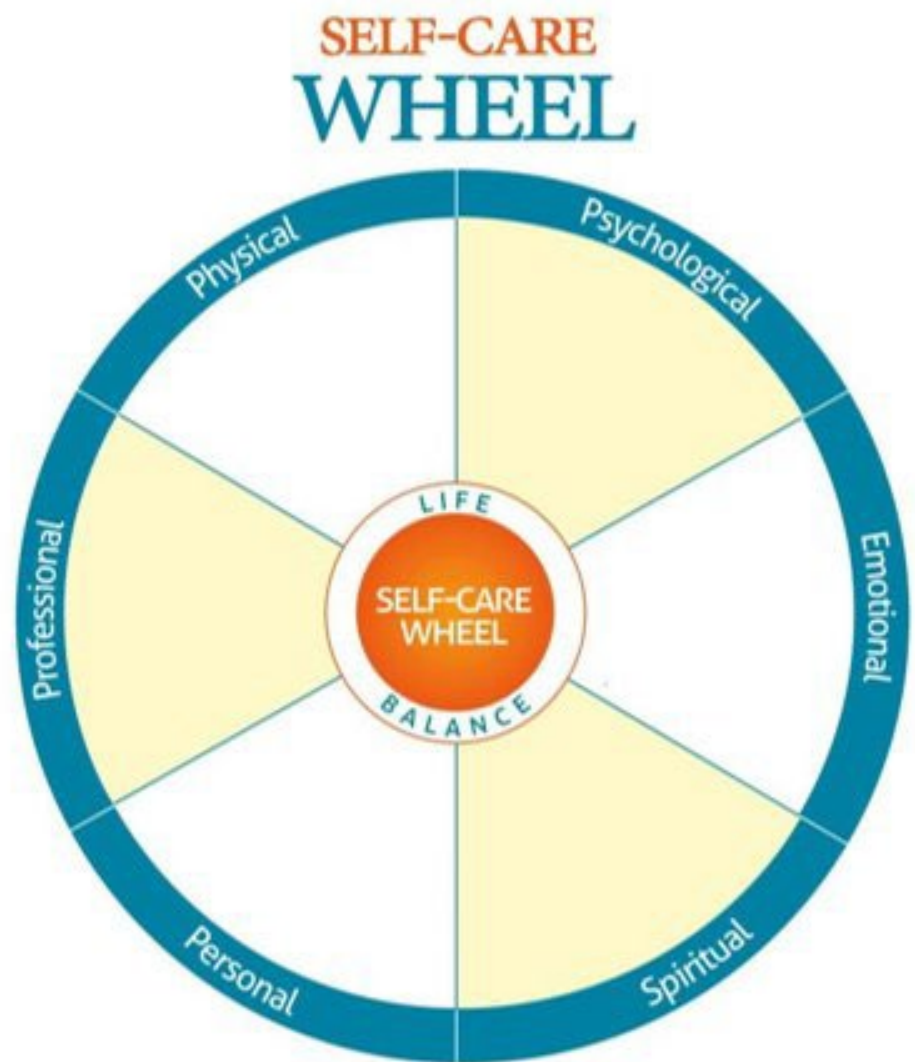 SELF-CARE
WHEEL
Physical
Psychological
Professional
LIFE
SELF-CARE
WHEEL
BALANCE
Emotional
Personal
Spiritual